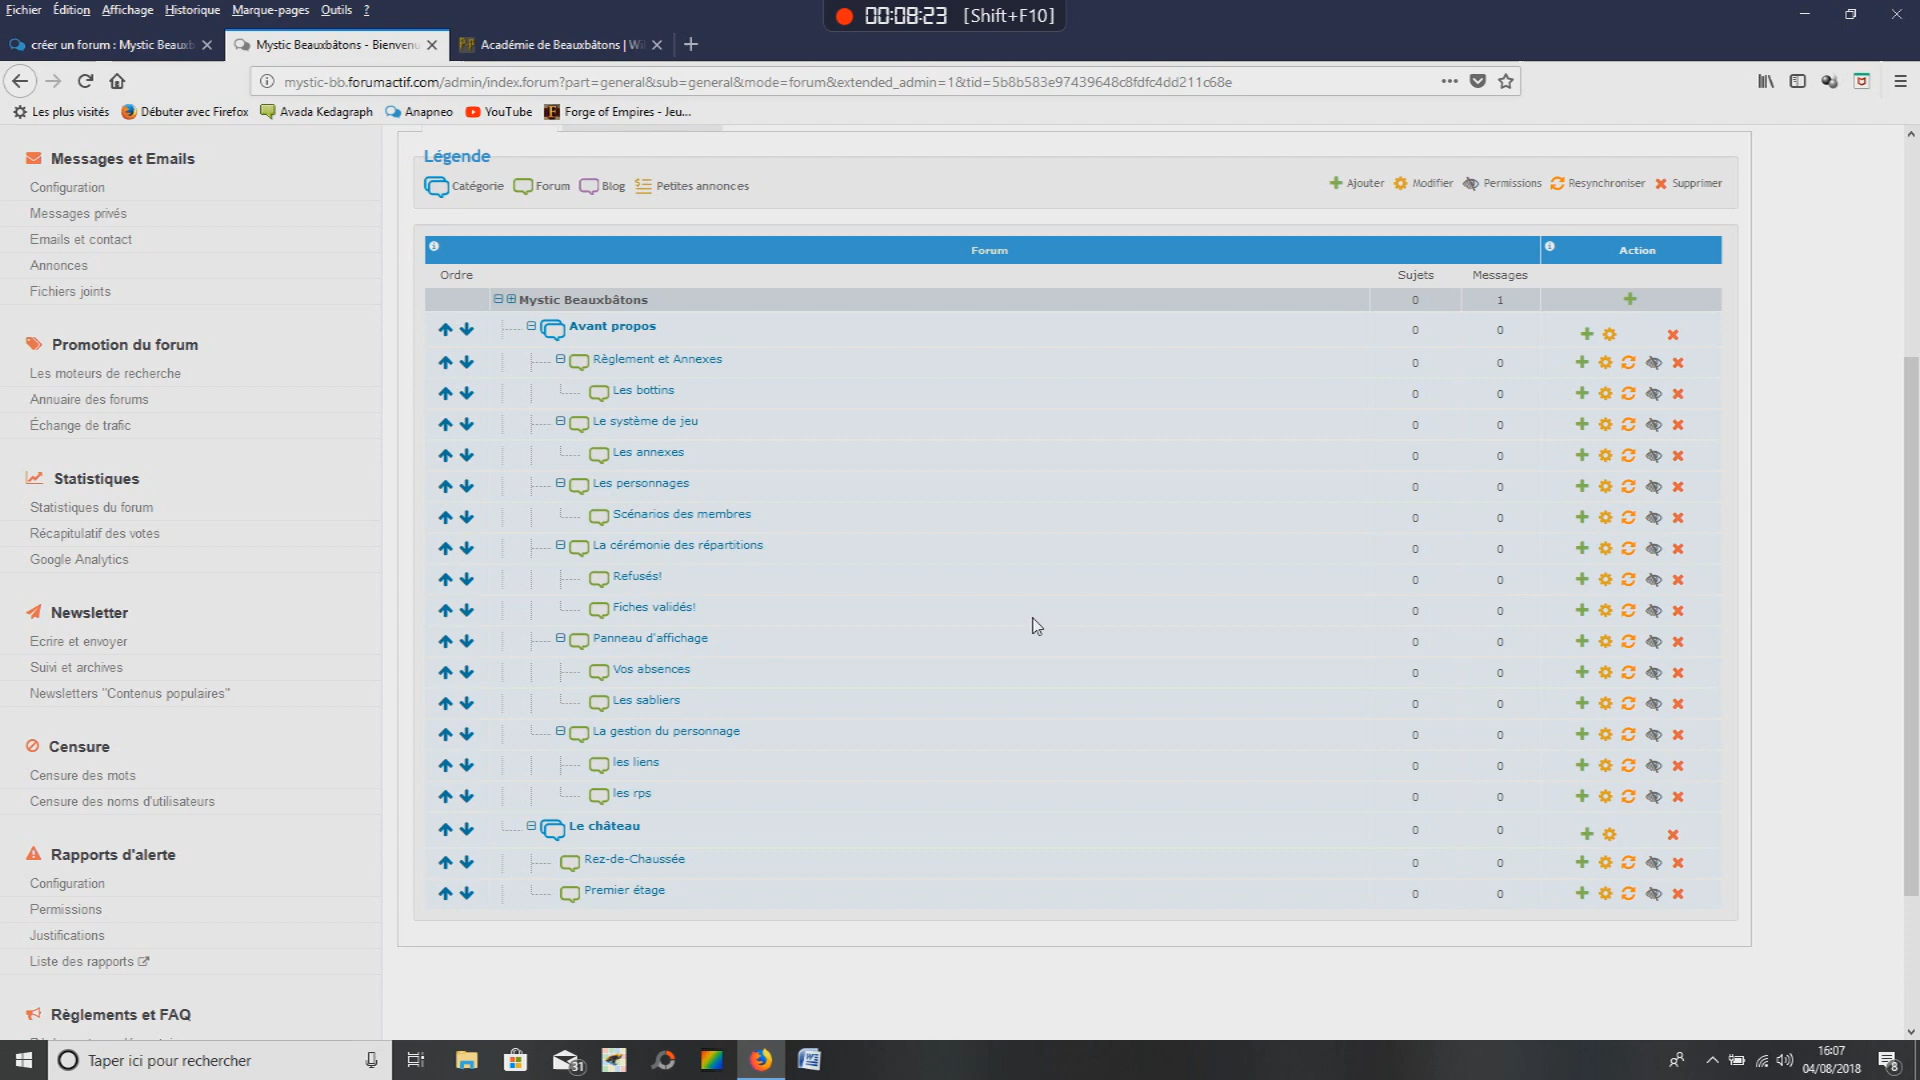 Fichier Édition Affichage Historique Marque-pages Outils ?
00:08:23 [Shift+F10]
créer un forum : Mystic Beauxb
Mystic Beauxbâtons - Bienvenu
Académie de Beauxbâtons | Wi
mystic-bb.forumactif.com/admin/index.forum?part=general&sub=general&mode=forum&extended_admin=1&tid=5b8b583e97439648c8fdfc4dd211c68e
Les plus visités Débuter avec Firefox Avada Kedagraph Anapneo YouTube Forge of Empires - Jeu...
Messages et Emails
Configuration
Messages privés
Emails et contact
Annonces
Fichiers joints
Promotion du forum
Les moteurs de recherche
Annuaire des forums
Échange de trafic
Statistiques
Statistiques du forum
Récapitulatif des votes
Google Analytics
Newsletter
Ecrire et envoyer
Suivi et archives
Newsletters "Contenus populaires"
Censure
Censure des mots
Censure des noms d'utilisateurs
Rapports d'alerte
Configuration
Permissions
Justifications
Liste des rapports
Règlements et FAQ
Légende
Catégorie Forum Blog Petites annonces
Ajouter Modifier Permissions Resynchroniser Supprimer
Forum Action
Ordre Sujets Messages
Mystic Beauxbâtons 0 1
Avant propos 0 0
Règlement et Annexes 0 0
Les bottins 0 0
Le système de jeu 0 0
Les annexes 0 0
Les personnages 0 0
Scénarios des membres 0 0
La cérémonie des répartitions 0 0
Refusés! 0 0
Fiches validés! 0 0
Panneau d'affichage 0 0
Vos absences 0 0
Les sabliers 0 0
La gestion du personnage 0 0
les liens 0 0
les rps 0 0
Le château 0 0
Rez-de-Chaussée 0 0
Premier étage 0 0
Taper ici pour rechercher
31
16:07
04/08/2018
8